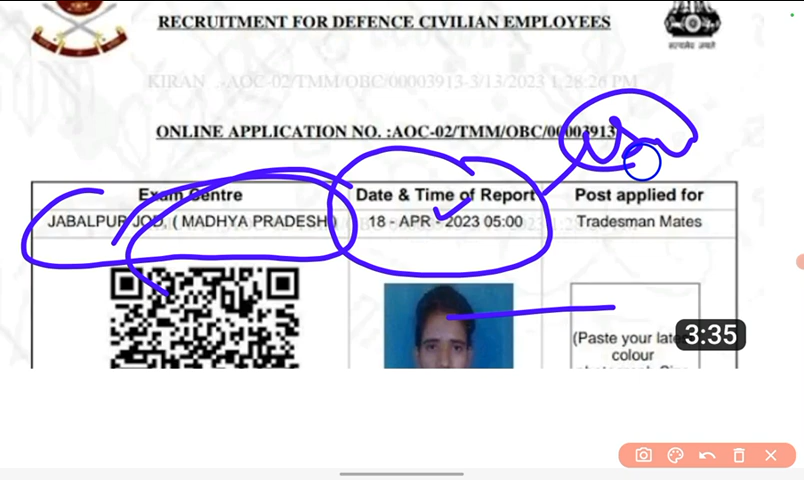 RECRUITMENT FOR DEFENCE CIVILIAN EMPLOYEES
सत्यमेव जयते
KIRAN . -AOC-02/TMM/OBC/00003913-3/13/2023 1:28:26 PM
ONLINE APPLICATION NO. :AOC-02/TMM/OBC/00003913
Exam Centre Date & Time of Report Post applied for
JABALPUR JOD, ( MADHYA PRADESH) 18 - APR - 2023 05:00 Tradesman Mates
(Paste your
colour
3:35